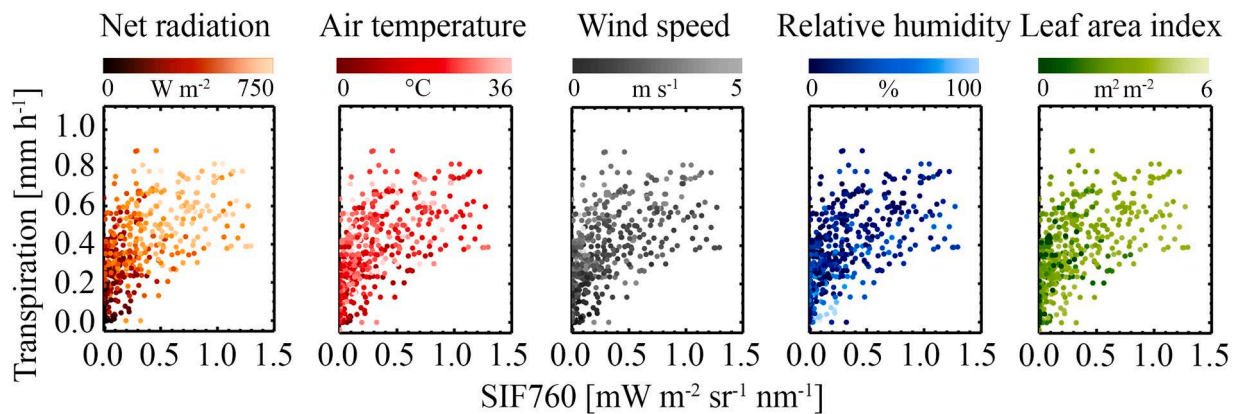 Net radiation Air temperature Wind speed Relative humidity Leaf area index
0 W m⁻² 750 0 °C 36 0 m s⁻¹ 5 0 % 100 0 m² m⁻² 6
Transpiration [mm h⁻¹]
1.0
0.8
0.6
0.4
0.2
0.0
0.0 0.5 1.0 1.5 0.0 0.5 1.0 1.5 0.0 0.5 1.0 1.5 0.0 0.5 1.0 1.5 0.0 0.5 1.0 1.5
SIF760 [mW m⁻² sr⁻¹ nm⁻¹]